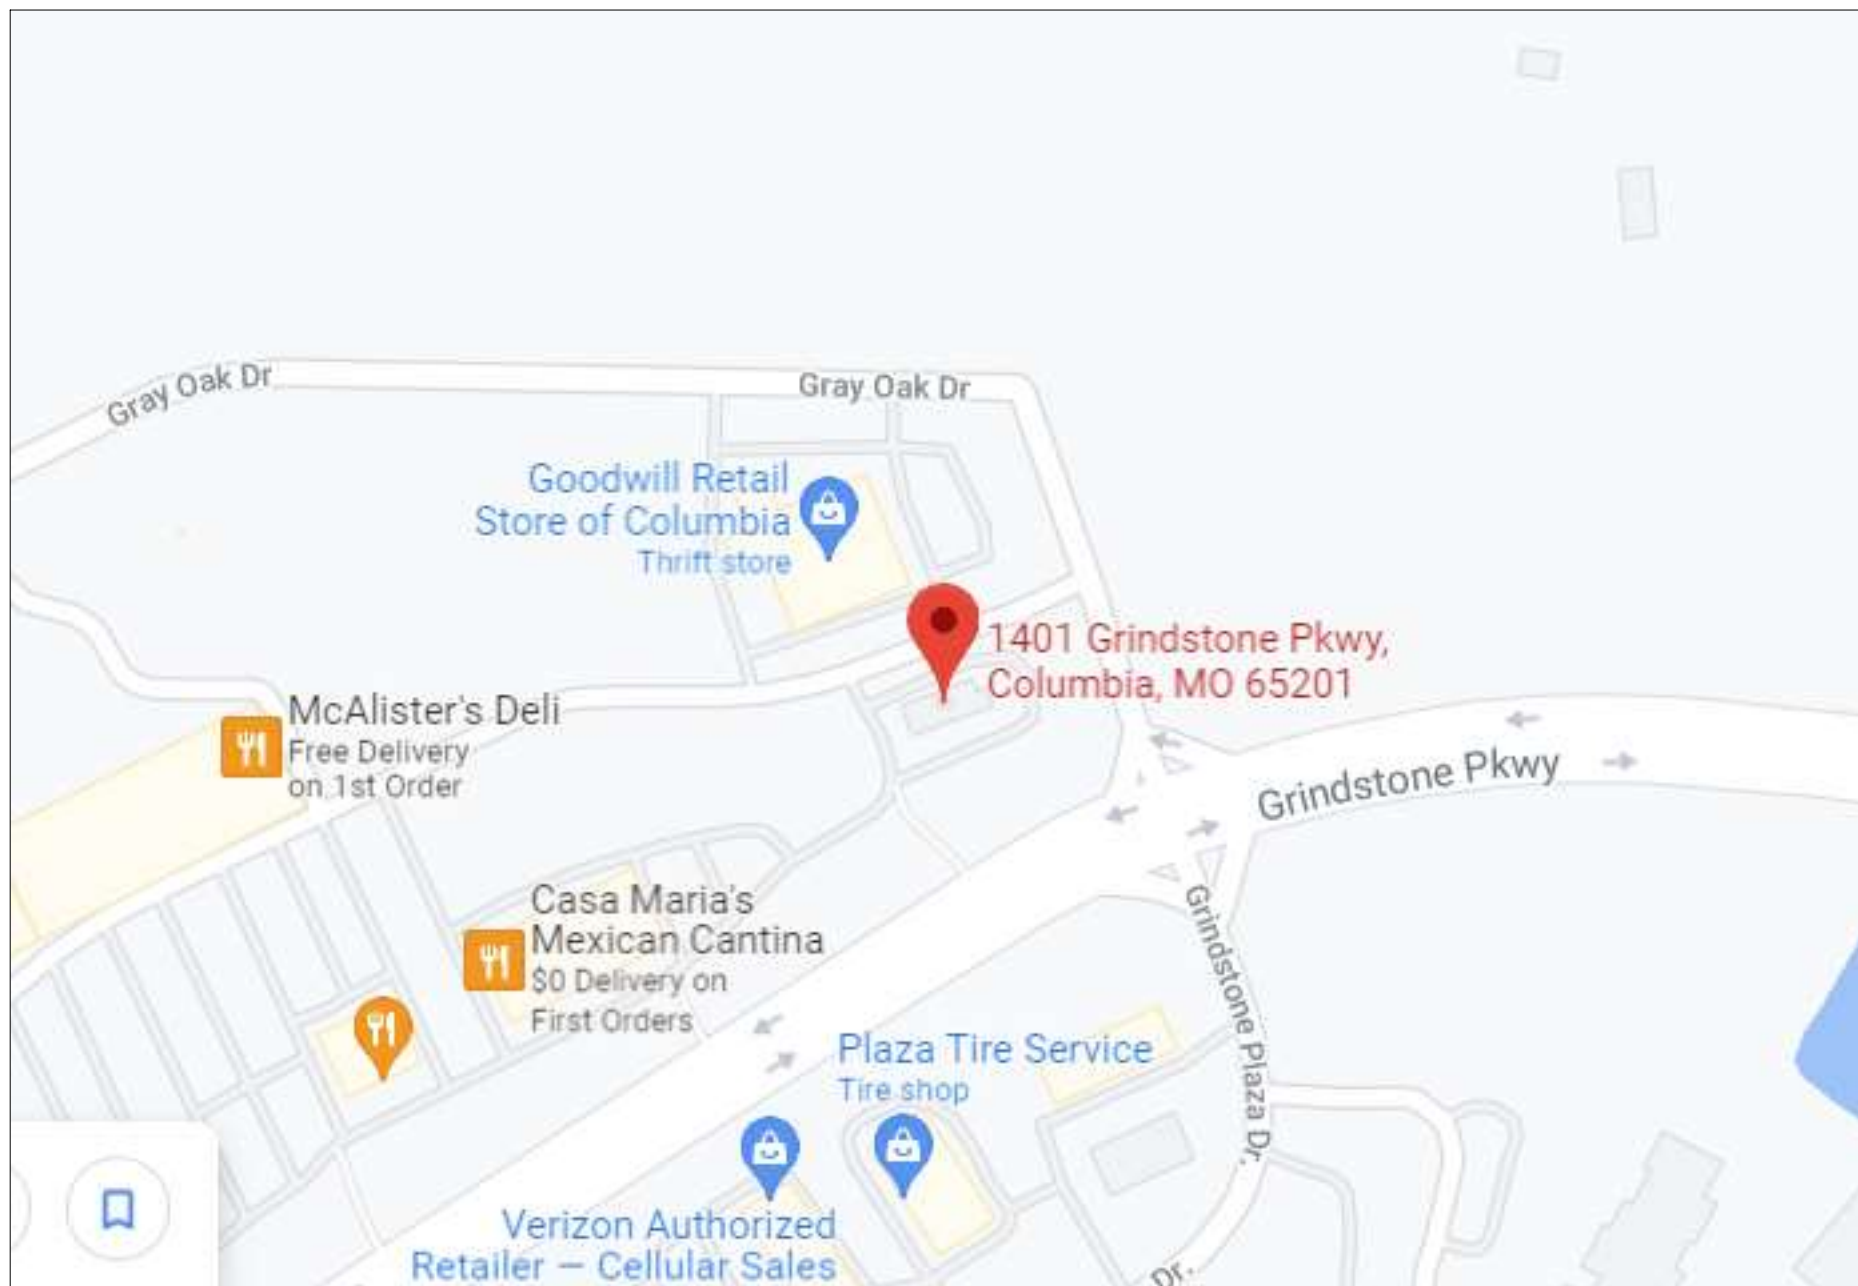 Gray Oak Dr
Gray Oak Dr
Goodwill Retail
Store of Columbia
Thrift store
1401 Grindstone Pkwy,
Columbia, MO 65201
McAlister's Deli
Free Delivery
on 1st Order
Grindstone Pkwy
Casa Maria's
Mexican Cantina
$0 Delivery on
First Orders
Grindstone Plaza Dr.
Plaza Tire Service
Tire shop
Verizon Authorized
Retailer — Cellular Sales
Dr.